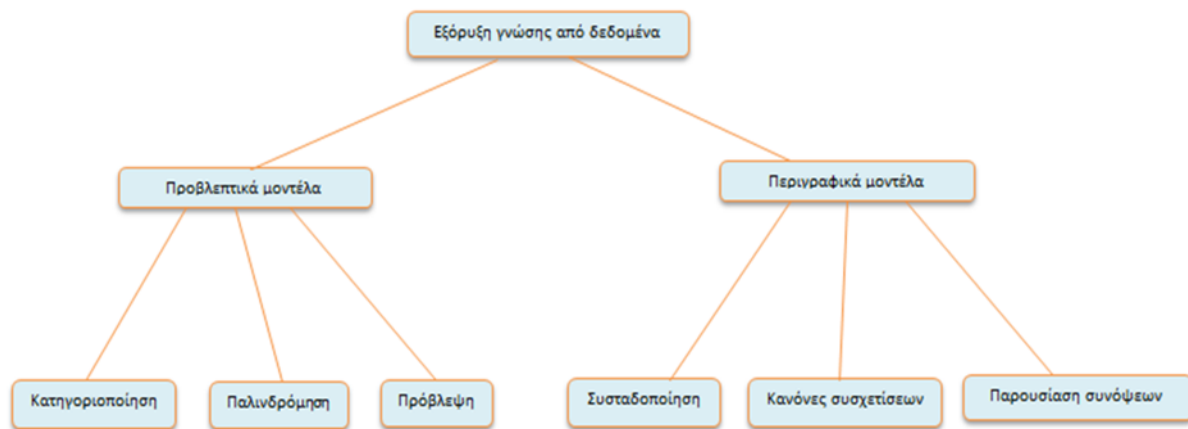 Εξόρυξη γνώσης από δεδομένα
Προβλεπτικά μοντέλα
Περιγραφικά μοντέλα
Κατηγοριοποίηση
Παλινδρόμηση
Πρόβλεψη
Συσταδοποίηση
Κανόνες συσχετίσεων
Παρουσίαση συνόψεων